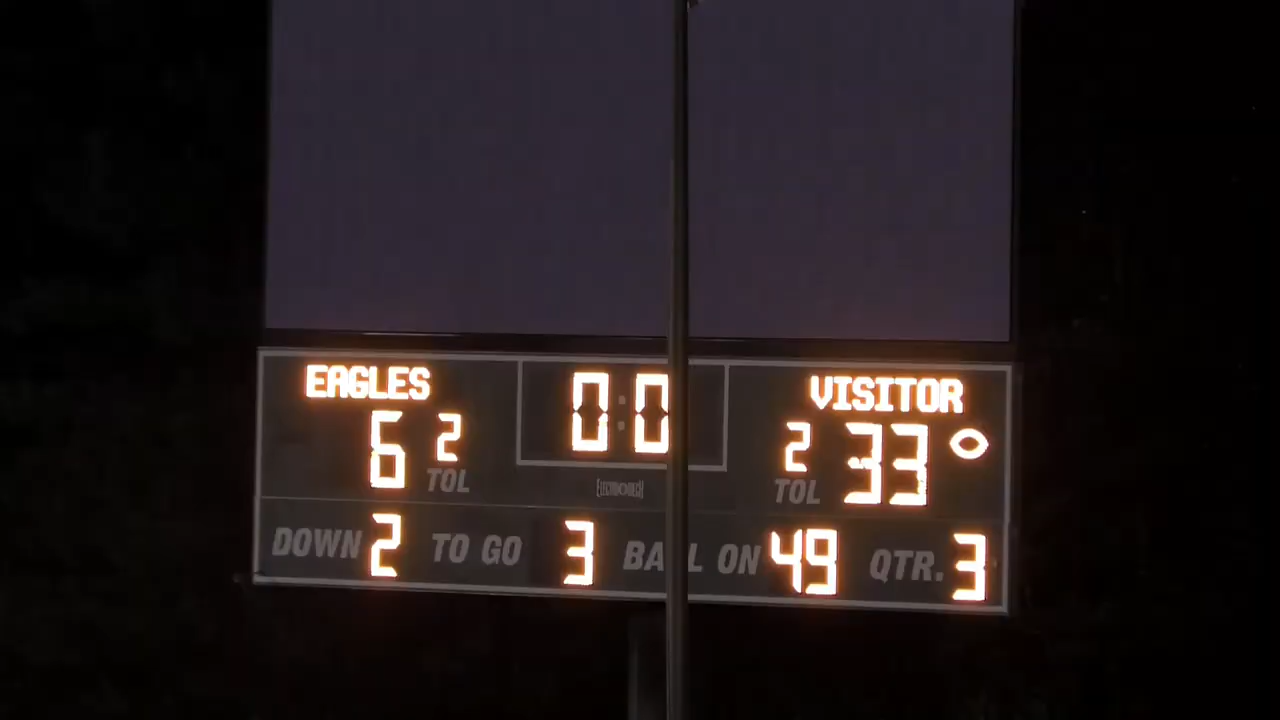 EAGLES 0:0 VISITOR
6 2 2 33
TOL TOL
DOWN 2 TO GO 3 BALL ON 49 QTR. 3